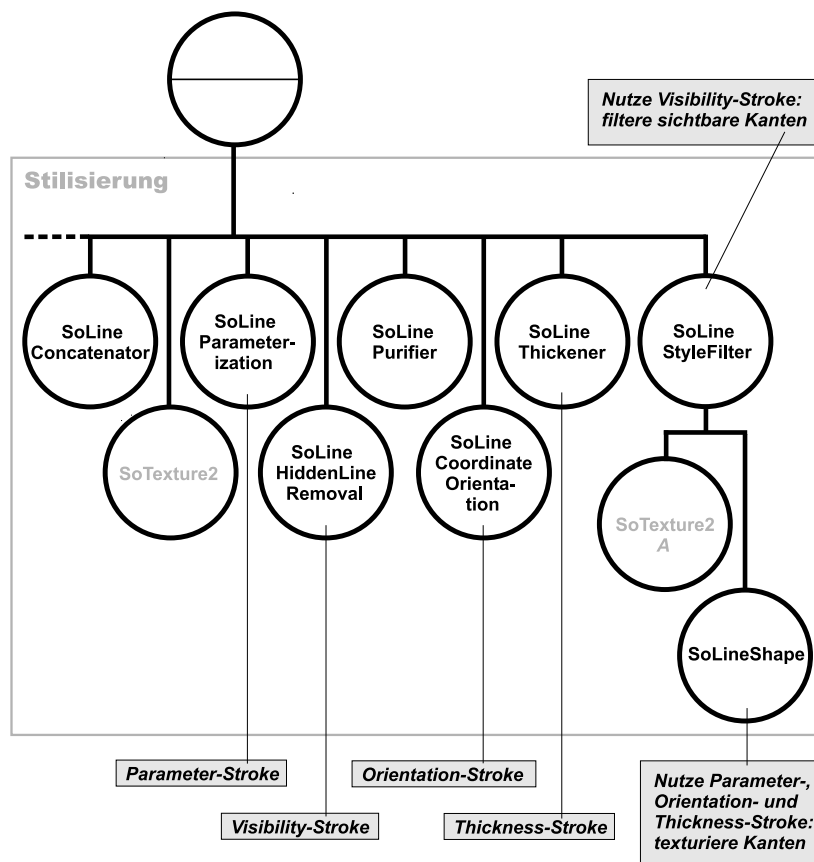 Nutze Visibility-Stroke:
filtere sichtbare Kanten
Stilisierung
SoLine
Concatenator
SoLine
Parameter-
ization
SoLine
Purifier
SoLine
Thickener
SoLine
StyleFilter
SoTexture2
SoLine
HiddenLine
Removal
SoLine
Coordinate
Orienta-
tion
SoTexture2
A
SoLineShape
Parameter-Stroke
Orientation-Stroke
Visibility-Stroke
Thickness-Stroke
Nutze Parameter-,
Orientation- und
Thickness-Stroke:
texturiere Kanten